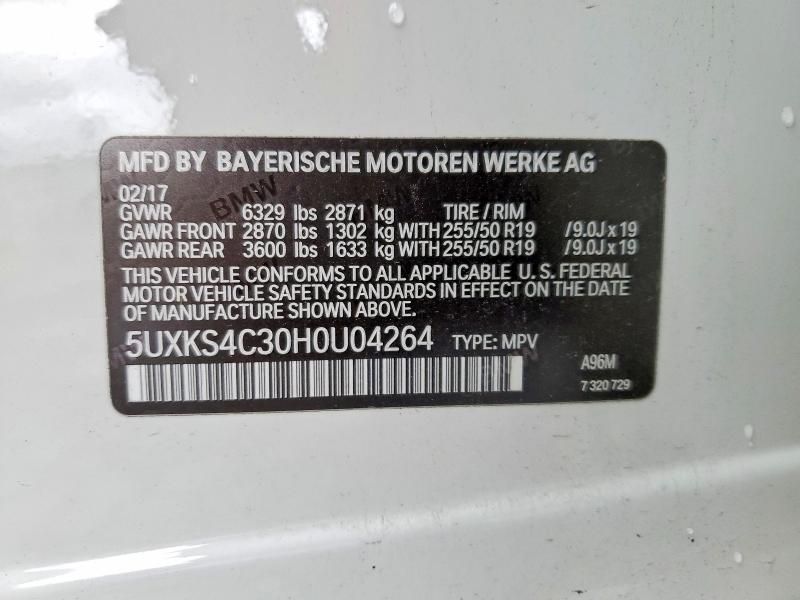 MFD BY BAYERISCHE MOTOREN WERKE AG
02/17
GVWR 6329 lbs 2871 kg TIRE / RIM
GAWR FRONT 2870 lbs 1302 kg WITH 255/50 R19 / 9.0J x 19
GAWR REAR 3600 lbs 1633 kg WITH 255/50 R19 / 9.0J x 19
THIS VEHICLE CONFORMS TO ALL APPLICABLE U. S. FEDERAL
MOTOR VEHICLE SAFETY STANDARDS IN EFFECT ON THE DATE
OF MANUFACTURE SHOWN ABOVE.
5UXKS4C30H0U04264 TYPE: MPV
A96M
7 320 729
BMW